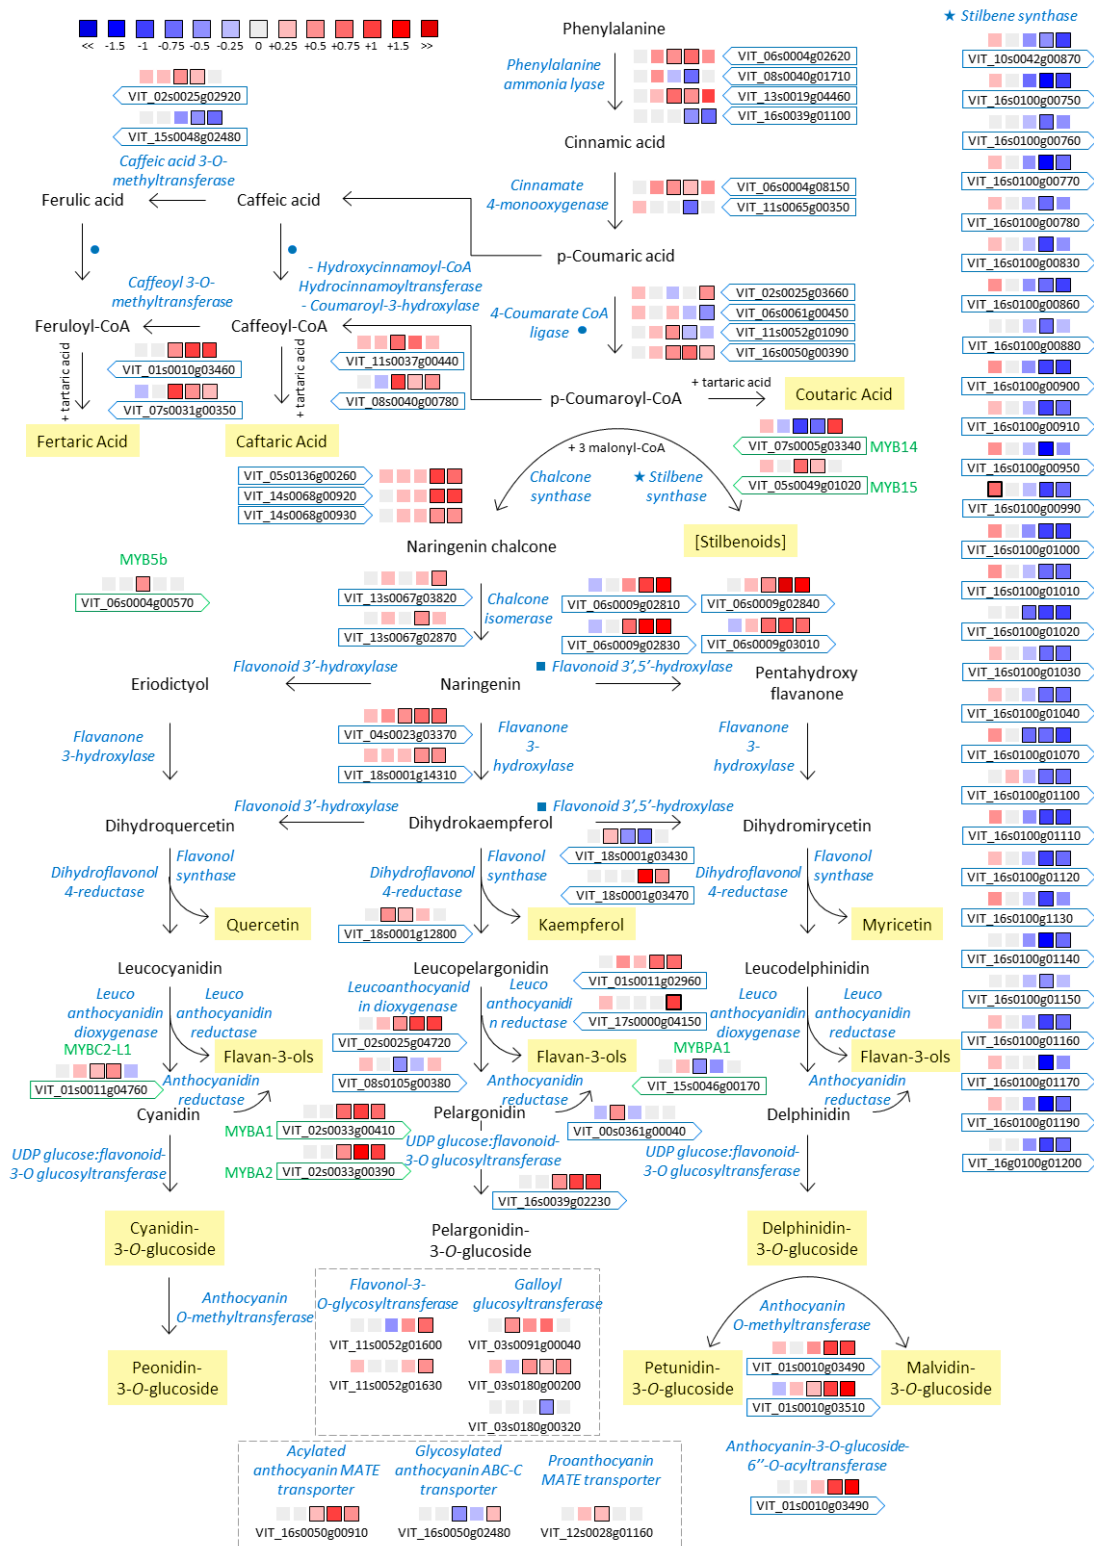 << -1.5 -1 -0.75 -0.5 -0.25 0 +0.25 +0.5 +0.75 +1 +1.5 >>
VIT_02s0025g02920
VIT_15s0048g02480
Caffeic acid 3-O-
methyltransferase
Phenylalanine
Phenylalanine
ammonia lyase
VIT_06s0004g02620
VIT_08s0040g01710
VIT_13s0019g04460
VIT_16s0039g01100
Cinnamic acid
Cinnamate
4-monooxygenase
VIT_06s0004g08150
VIT_11s0065g00350
Ferulic acid
Caffeic acid
p-Coumaric acid
- Hydroxycinnamoyl-CoA
Hydrocinnamoyltransferase
- Coumaroyl-3-hydroxylase
Caffeoyl 3-O-
methyltransferase
4-Coumarate CoA
ligase
VIT_02s0025g03660
VIT_06s0061g00450
VIT_11s0052g01090
VIT_16s0050g00390
Feruloyl-CoA
Caffeoyl-CoA
+ tartaric acid
VIT_01s0010g03460
VIT_07s0031g00350
+ tartaric acid
VIT_11s0037g00440
VIT_08s0040g00780
p-Coumaroyl-CoA
+ tartaric acid
Coutaric Acid
Fertaric Acid
Caftaric Acid
VIT_07s0005g03340 MYB14
VIT_05s0049g01020 MYB15
+ 3 malonyl-CoA
Chalcone
synthase
★ Stilbene
synthase
VIT_05s0136g00260
VIT_14s0068g00920
VIT_14s0068g00930
Naringenin chalcone
[Stilbenoids]
MYB5b
VIT_06s0004g00570
VIT_13s0067g03820
VIT_13s0067g02870
Chalcone
isomerase
VIT_06s0009g02810
VIT_06s0009g02840
VIT_06s0009g02830
VIT_06s0009g03010
Flavonoid 3’-hydroxylase
Flavonoid 3’,5’-hydroxylase
Eriodictyol
Naringenin
Pentahydroxy
flavanone
Flavanone
3-hydroxylase
VIT_04s0023g03370
VIT_18s0001g14310
Flavanone
3-
hydroxylase
Flavanone
3-
hydroxylase
Flavonoid 3’-hydroxylase
Flavonoid 3’,5’-hydroxylase
Dihydroquercetin
Dihydrokaempferol
Dihydromirycetin
VIT_18s0001g03430
VIT_18s0001g03470
Dihydroflavonol
4-reductase
Flavonol
synthase
Dihydroflavonol
4-reductase
Flavonol
synthase
Dihydroflavonol
4-reductase
Flavonol
synthase
VIT_18s0001g12800
Quercetin
Kaempferol
Myricetin
Leucocyanidin
Leucopelargonidin
Leucodelphinidin
VIT_01s0011g02960
VIT_17s0000g04150
Leuco
anthocyanidin
dioxygenase
Leuco
anthocyanidin
reductase
Leucoanthocyanid
in dioxygenase
VIT_02s0025g04720
VIT_08s0105g00380
Leuco
anthocyanidi
n reductase
Leuco
anthocyanidin
dioxygenase
Leuco
anthocyanidin
reductase
MYBC2-L1
VIT_01s0011g04760
Flavan-3-ols
Flavan-3-ols
MYBPA1
VIT_15s0046g00170
Flavan-3-ols
Anthocyanidin
reductase
Anthocyanidin
reductase
Anthocyanidin
reductase
Cyanidin
Pelargonidin
Delphinidin
VIT_00s0361g00040
MYBA1 VIT_02s0033g00410
MYBA2 VIT_02s0033g00390
UDP glucose:flavonoid-
3-O glucosyltransferase
UDP glucose:flavonoid-
3-O glucosyltransferase
UDP glucose:flavonoid-
3-O glucosyltransferase
VIT_16s0039g02230
Cyanidin-
3-O-glucoside
Pelargonidin-
3-O-glucoside
Delphinidin-
3-O-glucoside
Anthocyanin
O-methyltransferase
Flavonol-3-
O-glycosyltransferase
VIT_11s0052g01600
VIT_11s0052g01630
Galloyl
glucosyltransferase
VIT_03s0091g00040
VIT_03s0180g00200
VIT_03s0180g00320
Anthocyanin
O-methyltransferase
VIT_01s0010g03490
VIT_01s0010g03510
Peonidin-
3-O-glucoside
Petunidin-
3-O-glucoside
Malvidin-
3-O-glucoside
Acylated
anthocyanin MATE
transporter
VIT_16s0050g00910
Glycosylated
anthocyanin ABC-C
transporter
VIT_16s0050g02480
Proanthocyanin
MATE transporter
VIT_12s0028g01160
Anthocyanin-3-O-glucoside-
6’’-O-acyltransferase
VIT_01s0010g03490
★ Stilbene synthase
VIT_10s0042g00870
VIT_16s0100g00750
VIT_16s0100g00760
VIT_16s0100g00770
VIT_16s0100g00780
VIT_16s0100g00830
VIT_16s0100g00860
VIT_16s0100g00880
VIT_16s0100g00900
VIT_16s0100g00910
VIT_16s0100g00950
VIT_16s0100g00990
VIT_16s0100g01000
VIT_16s0100g01010
VIT_16s0100g01020
VIT_16s0100g01030
VIT_16s0100g01040
VIT_16s0100g01070
VIT_16s0100g01100
VIT_16s0100g01110
VIT_16s0100g01120
VIT_16s0100g1130
VIT_16s0100g01140
VIT_16s0100g01150
VIT_16s0100g01160
VIT_16s0100g01170
VIT_16s0100g01190
VIT_16g0100g01200